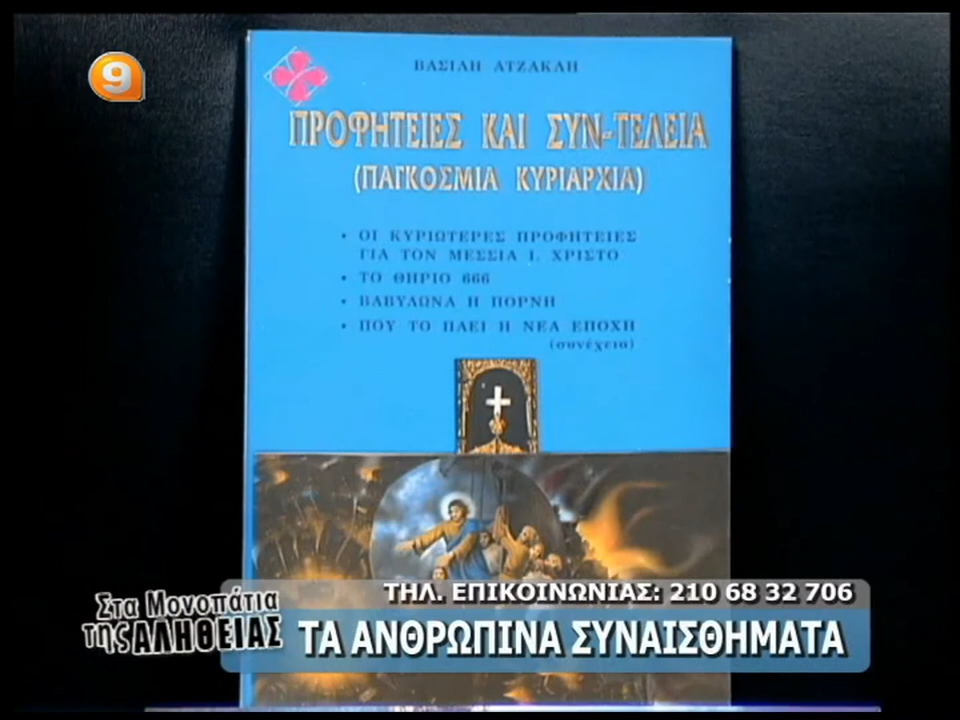 9
ΒΑΣΙΛΗ ΑΤΖΑΚΛΗ
ΠΡΟΦΗΤΕΙΕΣ ΚΑΙ ΣΥΝ-ΤΕΛΕΙΑ
(ΠΑΓΚΟΣΜΙΑ ΚΥΡΙΑΡΧΙΑ)
• ΟΙ ΚΥΡΙΩΤΕΡΕΣ ΠΡΟΦΗΤΕΙΕΣ
ΓΙΑ ΤΟΝ ΜΕΣΣΙΑ Ι. ΧΡΙΣΤΟ
• ΤΟ ΘΗΡΙΟ 666
• ΒΑΒΥΛΩΝΑ Η ΠΟΡΝΗ
• ΠΟΥ ΤΟ ΠΑΕΙ Η ΝΕΑ ΕΠΟΧΗ
(συνέχεια)
ΤΗΛ. ΕΠΙΚΟΙΝΩΝΙΑΣ: 210 68 32 706
Στα Μονοπάτια
της ΑΛΗΘΕΙΑΣ
ΤΑ ΑΝΘΡΩΠΙΝΑ ΣΥΝΑΙΣΘΗΜΑΤΑ